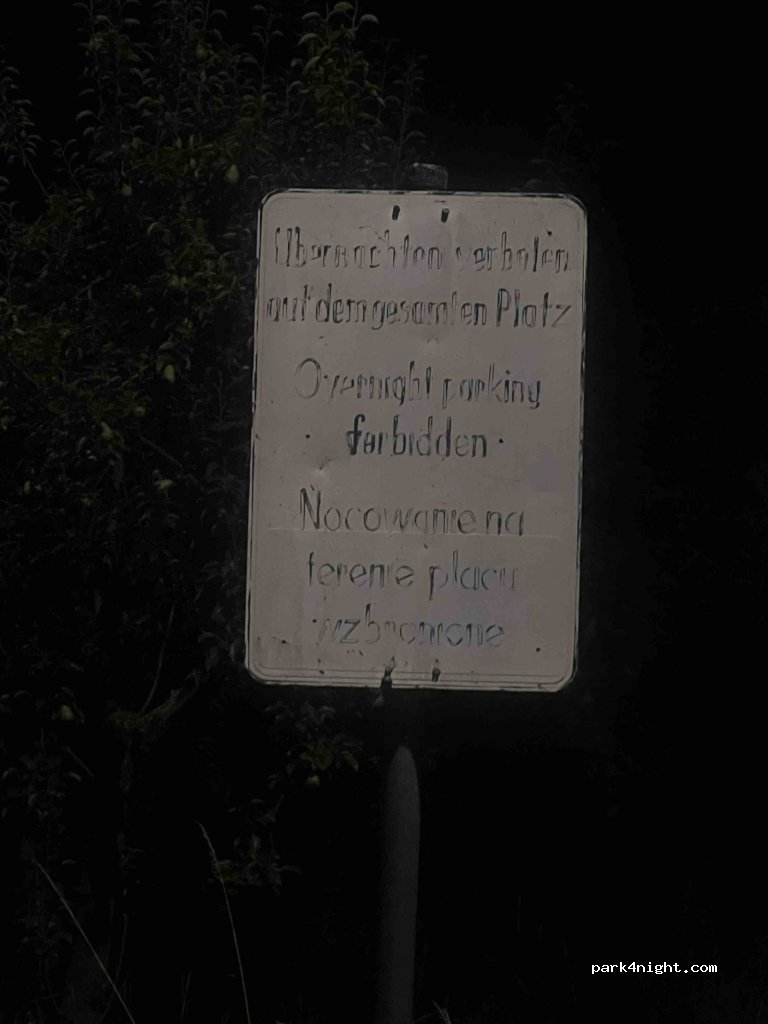 Übernachten verboten
auf dem gesamten Platz
Overnight parking
forbidden
Nocowanie na
terenie placu
wzbronione
park4night.com